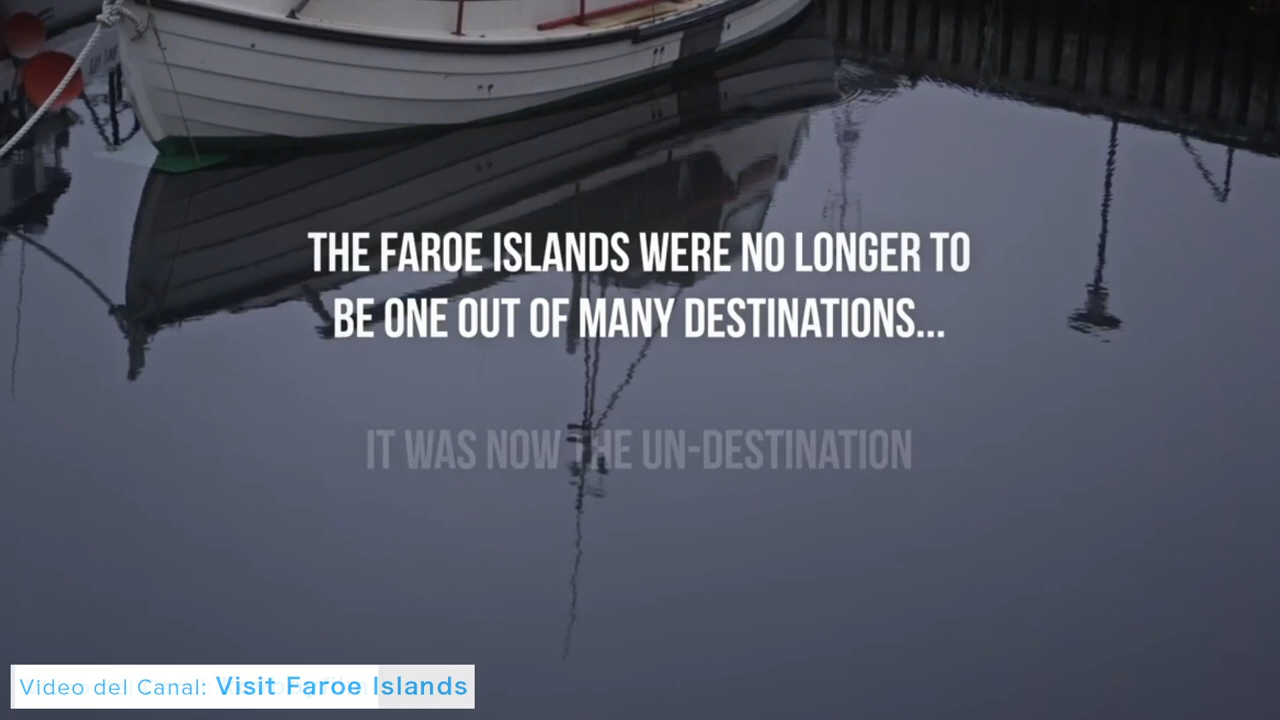 THE FAROE ISLANDS WERE NO LONGER TO
BE ONE OUT OF MANY DESTINATIONS...
IT WAS NOW THE UN-DESTINATION
Video del Canal: Visit Faroe Islands